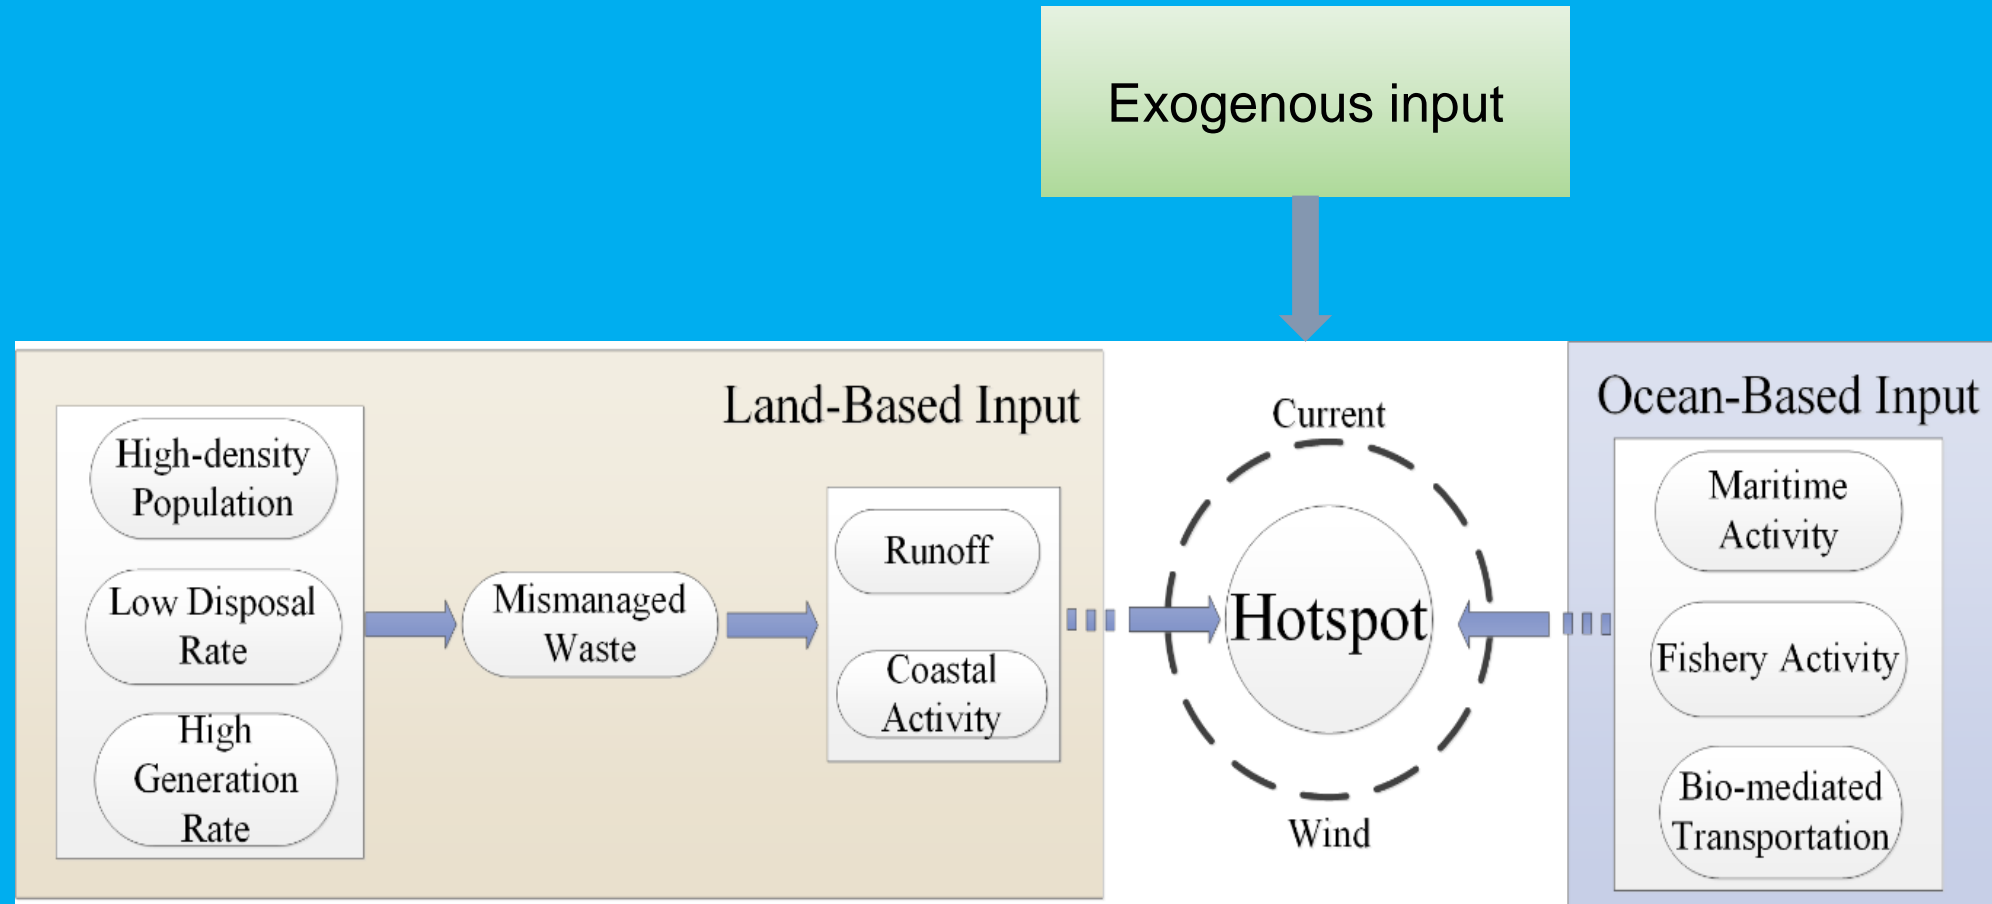 Exogenous input
Land-Based Input
High-density
Population
Low Disposal
Rate
High
Generation
Rate
Mismanaged
Waste
Runoff
Coastal
Activity
Current
Hotspot
Wind
Ocean-Based Input
Maritime
Activity
Fishery Activity
Bio-mediated
Transportation